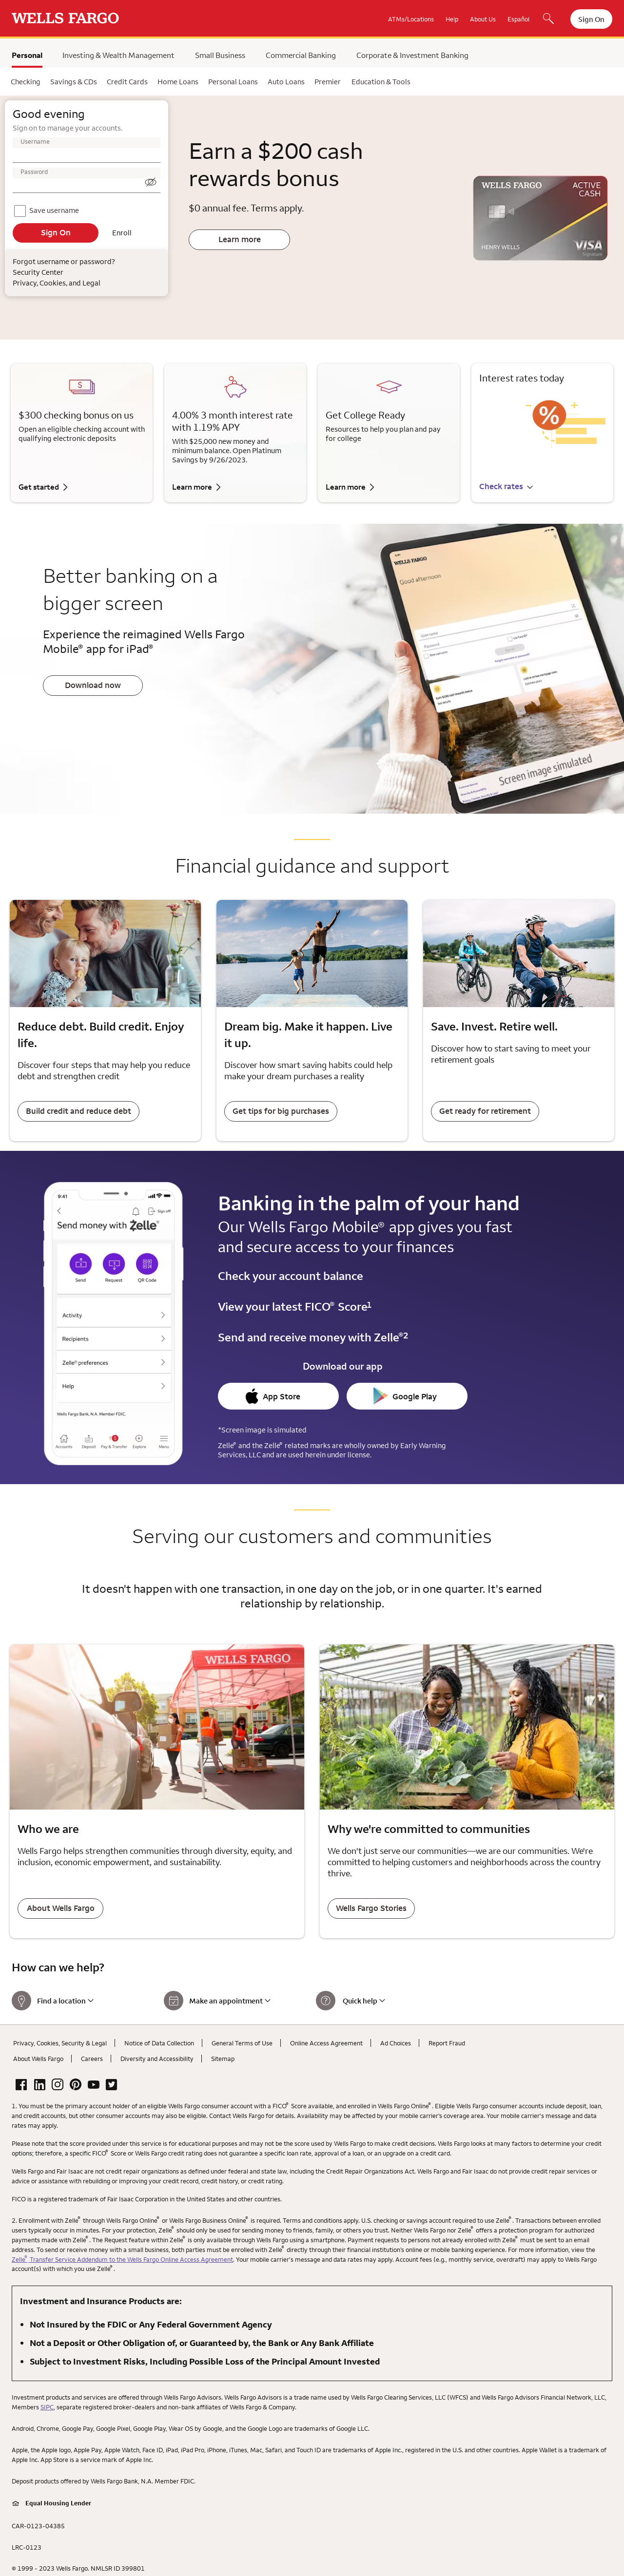 WELLS FARGO
ATMs/Locations Help About Us Español Sign On
Personal Investing & Wealth Management Small Business Commercial Banking Corporate & Investment Banking
Checking Savings & CDs Credit Cards Home Loans Personal Loans Auto Loans Premier Education & Tools
Good evening
Sign on to manage your accounts.
Username
Password
Save username
Sign On Enroll
Forgot username or password?
Security Center
Privacy, Cookies, and Legal
Earn a $200 cash
rewards bonus
$0 annual fee. Terms apply.
Learn more
WELLS FARGO ACTIVE
CASH
HENRY WELLS VISA
Signature
$300 checking bonus on us
Open an eligible checking account with
qualifying electronic deposits
Get started
4.00% 3 month interest rate
with 1.19% APY
With $25,000 new money and
minimum balance. Open Platinum
Savings by 9/26/2023.
Learn more
Get College Ready
Resources to help you plan and pay
for college
Learn more
Interest rates today
%
Check rates
Better banking on a
bigger screen
Experience the reimagined Wells Fargo
Mobile® app for iPad®
Download now
Good afternoon
Screen image simulated
Financial guidance and support
Reduce debt. Build credit. Enjoy
life.
Discover four steps that may help you reduce
debt and strengthen credit
Build credit and reduce debt
Dream big. Make it happen. Live
it up.
Discover how smart saving habits could help
make your dream purchases a reality
Get tips for big purchases
Save. Invest. Retire well.
Discover how to start saving to meet your
retirement goals
Get ready for retirement
9:41
Sign off
Send money with Zelle®
Send Request QR Code
Activity
Recipients
Zelle® preferences
Help
Wells Fargo Bank, N.A. Member FDIC.
Accounts Deposit Pay & Transfer Explore Menu
Banking in the palm of your hand
Our Wells Fargo Mobile® app gives you fast
and secure access to your finances
Check your account balance
View your latest FICO® Score1
Send and receive money with Zelle®2
Download our app
App Store Google Play
*Screen image is simulated
Zelle® and the Zelle® related marks are wholly owned by Early Warning
Services, LLC and are used herein under license.
Serving our customers and communities
It doesn't happen with one transaction, in one day on the job, or in one quarter. It's earned
relationship by relationship.
WELLS FARGO
Who we are
Wells Fargo helps strengthen communities through diversity, equity, and
inclusion, economic empowerment, and sustainability.
About Wells Fargo
Why we're committed to communities
We don't just serve our communities—we are our communities. We're
committed to helping customers and neighborhoods across the country
thrive.
Wells Fargo Stories
How can we help?
Find a location Make an appointment Quick help
Privacy, Cookies, Security & Legal Notice of Data Collection General Terms of Use Online Access Agreement Ad Choices Report Fraud
About Wells Fargo Careers Diversity and Accessibility Sitemap
1. You must be the primary account holder of an eligible Wells Fargo consumer account with a FICO® Score available, and enrolled in Wells Fargo Online®. Eligible Wells Fargo consumer accounts include deposit, loan,
and credit accounts, but other consumer accounts may also be eligible. Contact Wells Fargo for details. Availability may be affected by your mobile carrier's coverage area. Your mobile carrier's message and data
rates may apply.
Please note that the score provided under this service is for educational purposes and may not be the score used by Wells Fargo to make credit decisions. Wells Fargo looks at many factors to determine your credit
options; therefore, a specific FICO® Score or Wells Fargo credit rating does not guarantee a specific loan rate, approval of a loan, or an upgrade on a credit card.
Wells Fargo and Fair Isaac are not credit repair organizations as defined under federal and state law, including the Credit Repair Organizations Act. Wells Fargo and Fair Isaac do not provide credit repair services or
advice or assistance with rebuilding or improving your credit record, credit history, or credit rating.
FICO is a registered trademark of Fair Isaac Corporation in the United States and other countries.
2. Enrollment with Zelle® through Wells Fargo Online® or Wells Fargo Business Online® is required. Terms and conditions apply. U.S. checking or savings account required to use Zelle®. Transactions between enrolled
users typically occur in minutes. For your protection, Zelle® should only be used for sending money to friends, family, or others you trust. Neither Wells Fargo nor Zelle® offers a protection program for authorized
payments made with Zelle®. The Request feature within Zelle® is only available through Wells Fargo using a smartphone. Payment requests to persons not already enrolled with Zelle® must be sent to an email
address. To send or receive money with a small business, both parties must be enrolled with Zelle® directly through their financial institution's online or mobile banking experience. For more information, view the
Zelle® Transfer Service Addendum to the Wells Fargo Online Access Agreement. Your mobile carrier's message and data rates may apply. Account fees (e.g., monthly service, overdraft) may apply to Wells Fargo
account(s) with which you use Zelle®.
Investment and Insurance Products are:
• Not Insured by the FDIC or Any Federal Government Agency
• Not a Deposit or Other Obligation of, or Guaranteed by, the Bank or Any Bank Affiliate
• Subject to Investment Risks, Including Possible Loss of the Principal Amount Invested
Investment products and services are offered through Wells Fargo Advisors. Wells Fargo Advisors is a trade name used by Wells Fargo Clearing Services, LLC (WFCS) and Wells Fargo Advisors Financial Network, LLC,
Members SIPC, separate registered broker-dealers and non-bank affiliates of Wells Fargo & Company.
Android, Chrome, Google Pay, Google Pixel, Google Play, Wear OS by Google, and the Google Logo are trademarks of Google LLC.
Apple, the Apple logo, Apple Pay, Apple Watch, Face ID, iPad, iPad Pro, iPhone, iTunes, Mac, Safari, and Touch ID are trademarks of Apple Inc., registered in the U.S. and other countries. Apple Wallet is a trademark of
Apple Inc. App Store is a service mark of Apple Inc.
Deposit products offered by Wells Fargo Bank, N.A. Member FDIC.
Equal Housing Lender
CAR-0123-04385
LRC-0123
© 1999 - 2023 Wells Fargo. NMLSR ID 399801